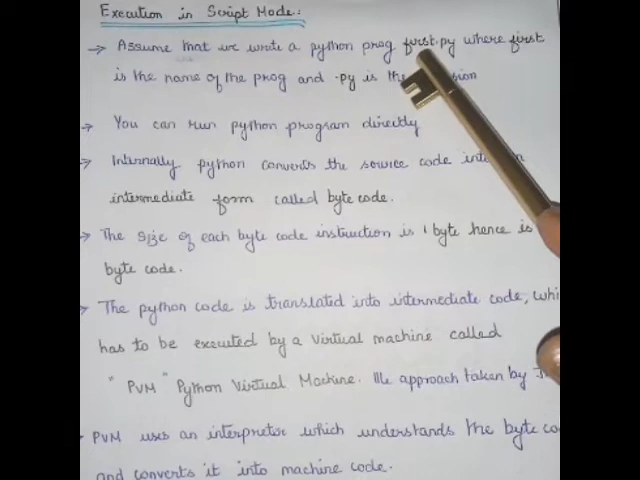 Execution in Script Mode:
→ Assume that we wrote a python prog first.py where first
is the name of the prog and .py is the
→ You can run python program directly
→ Internally python converts the source code
intermediate form called byte code.
→ The size of each byte code instruction is 1 byte hence is
byte code.
→ The python code is translated into intermediate code,
has to be executed by a virtual machine called
"PVM" Python Virtual Machine. The approach taken by
PVM uses an interpreter which understands the byte
and converts it into machine code.